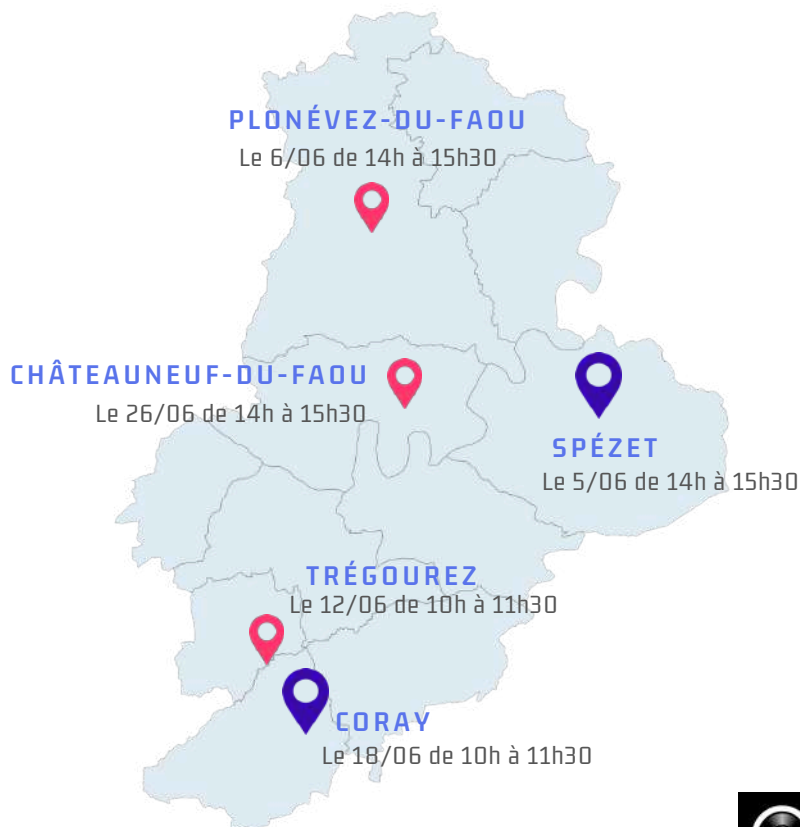 PLONÉVEZ-DU-FAOU
Le 6/06 de 14h à 15h30
CHÂTEAUNEUF-DU-FAOU
Le 26/06 de 14h à 15h30
SPÉZET
Le 5/06 de 14h à 15h30
TRÉGOUREZ
Le 12/06 de 10h à 11h30
CORAY
Le 18/06 de 10h à 11h30